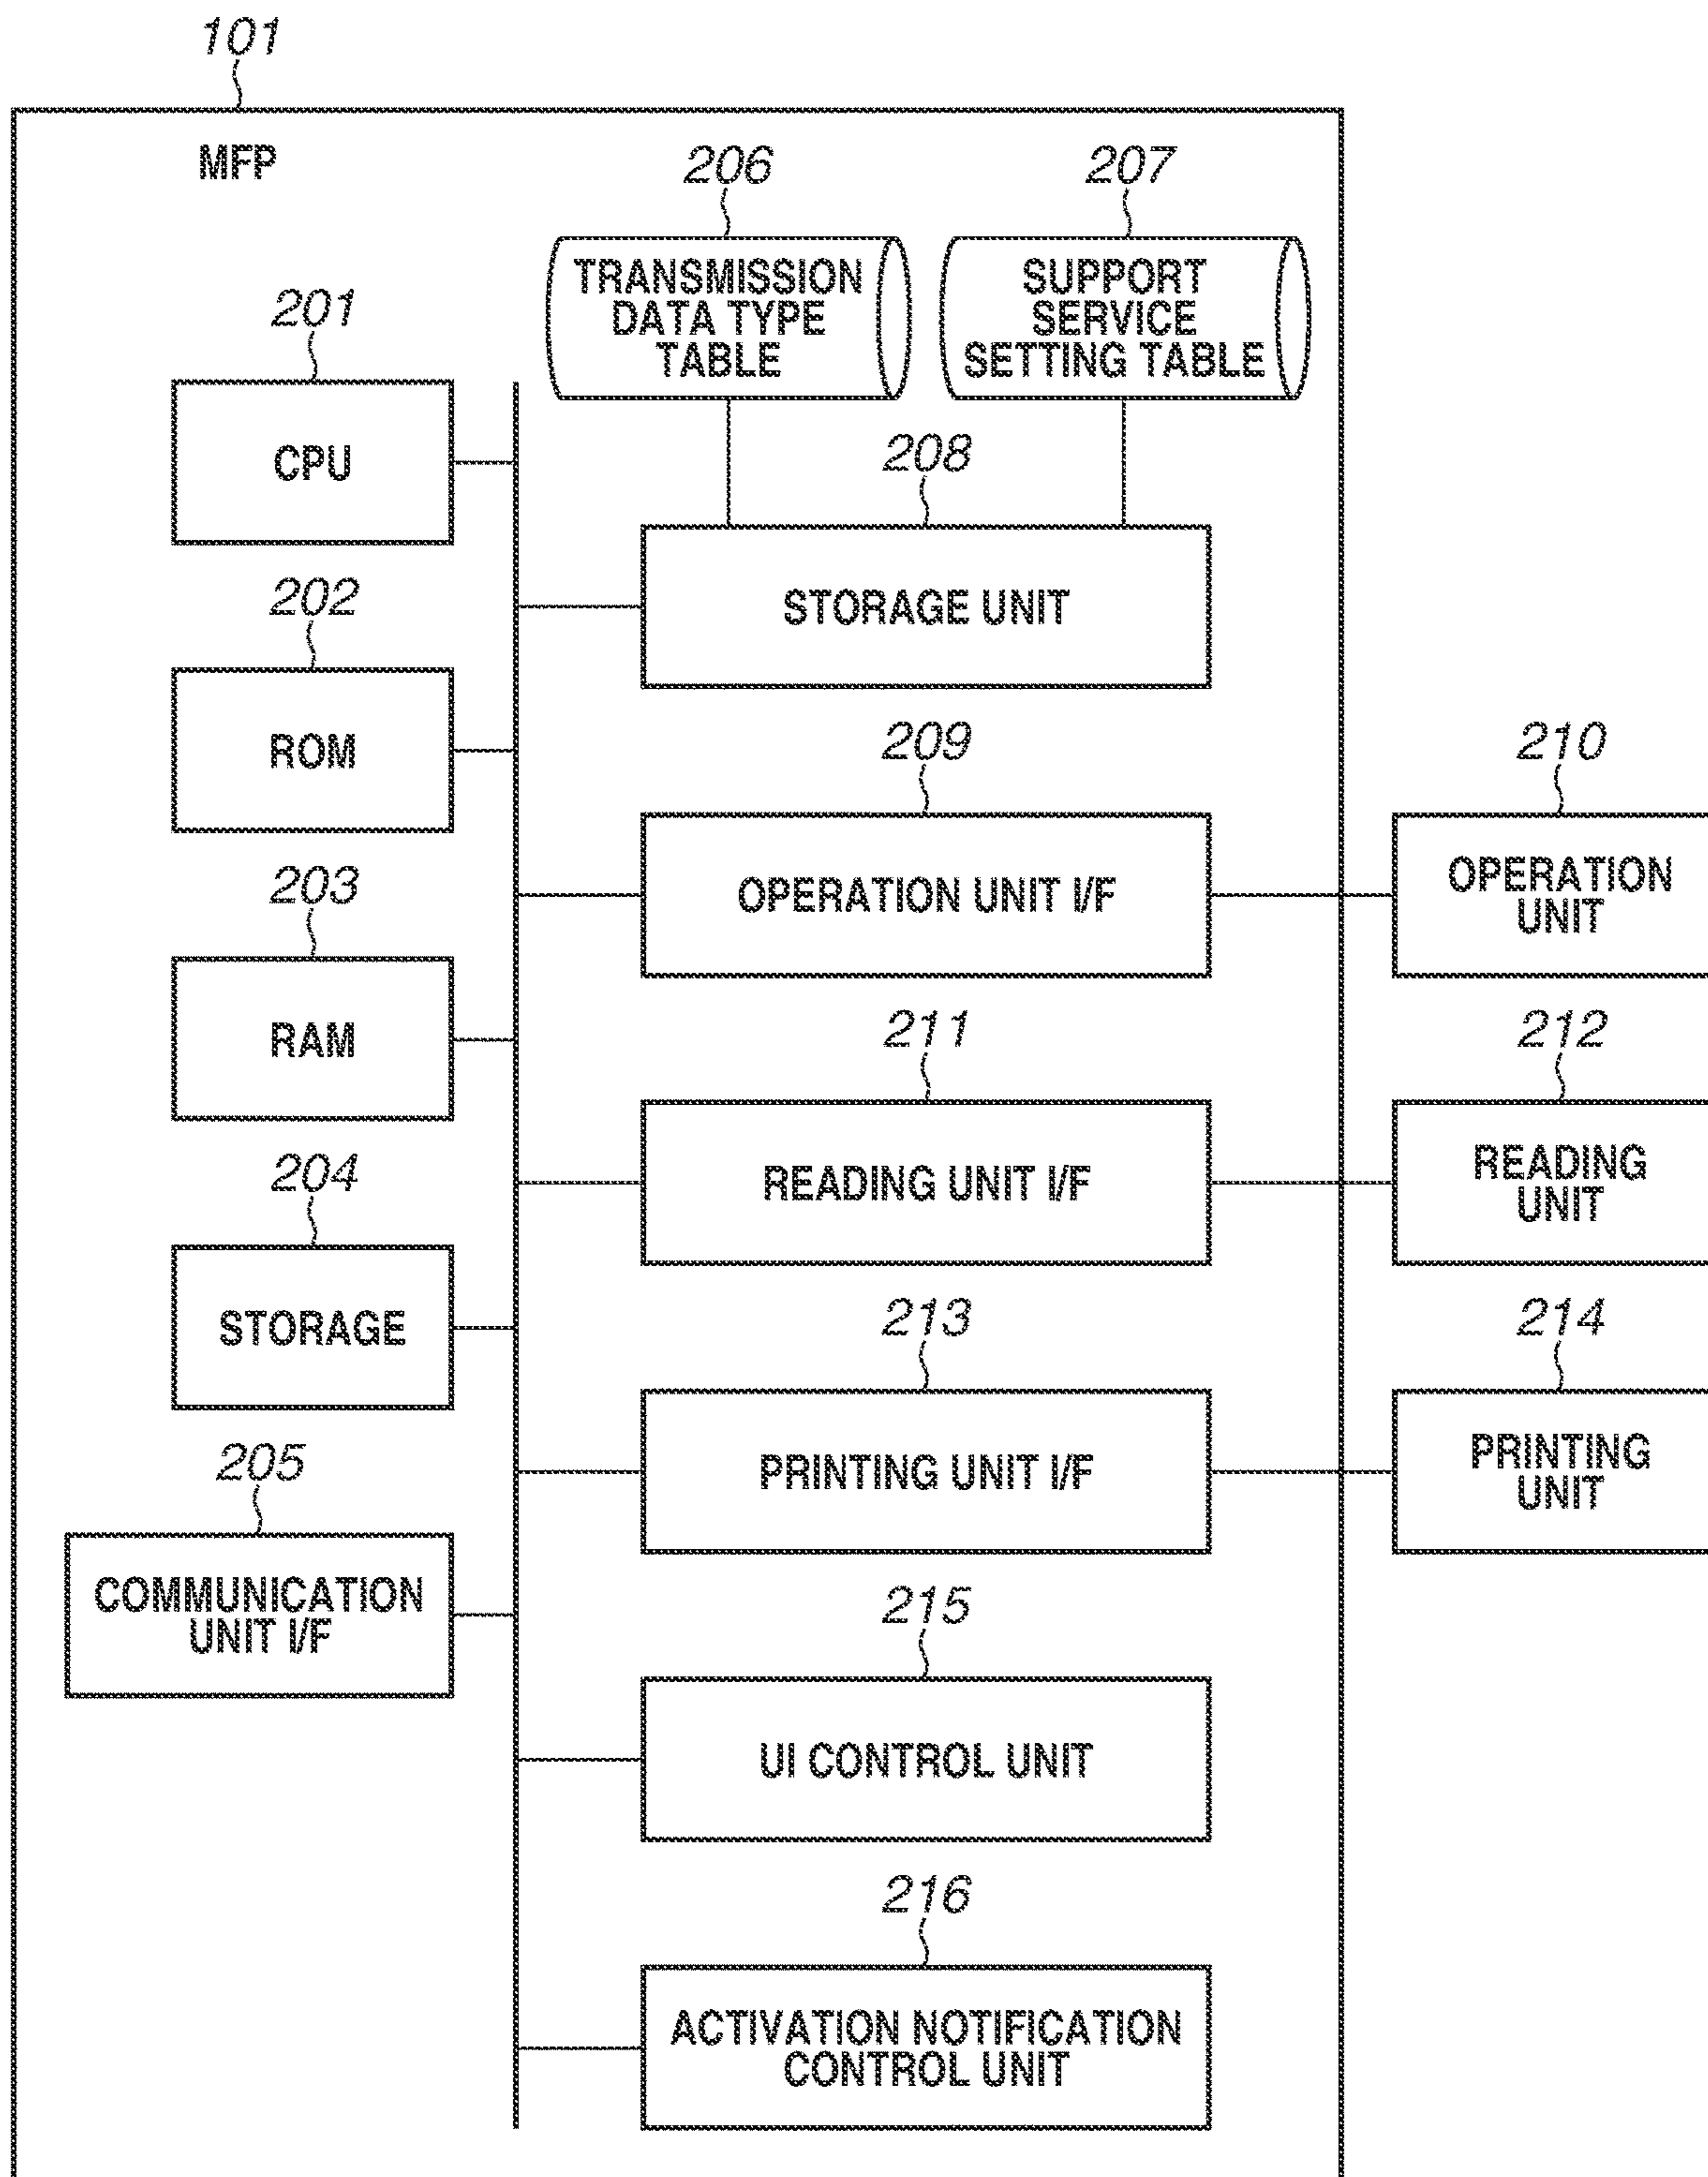 101
MFP
206
207
TRANSMISSION
DATA TYPE
TABLE
SUPPORT
SERVICE
SETTING TABLE
201
CPU
208
STORAGE UNIT
202
ROM
209
OPERATION UNIT I/F
210
OPERATION
UNIT
203
RAM
211
READING UNIT I/F
212
READING
UNIT
204
STORAGE
213
PRINTING UNIT I/F
214
PRINTING
UNIT
205
COMMUNICATION
UNIT I/F
215
UI CONTROL UNIT
216
ACTIVATION NOTIFICATION
CONTROL UNIT